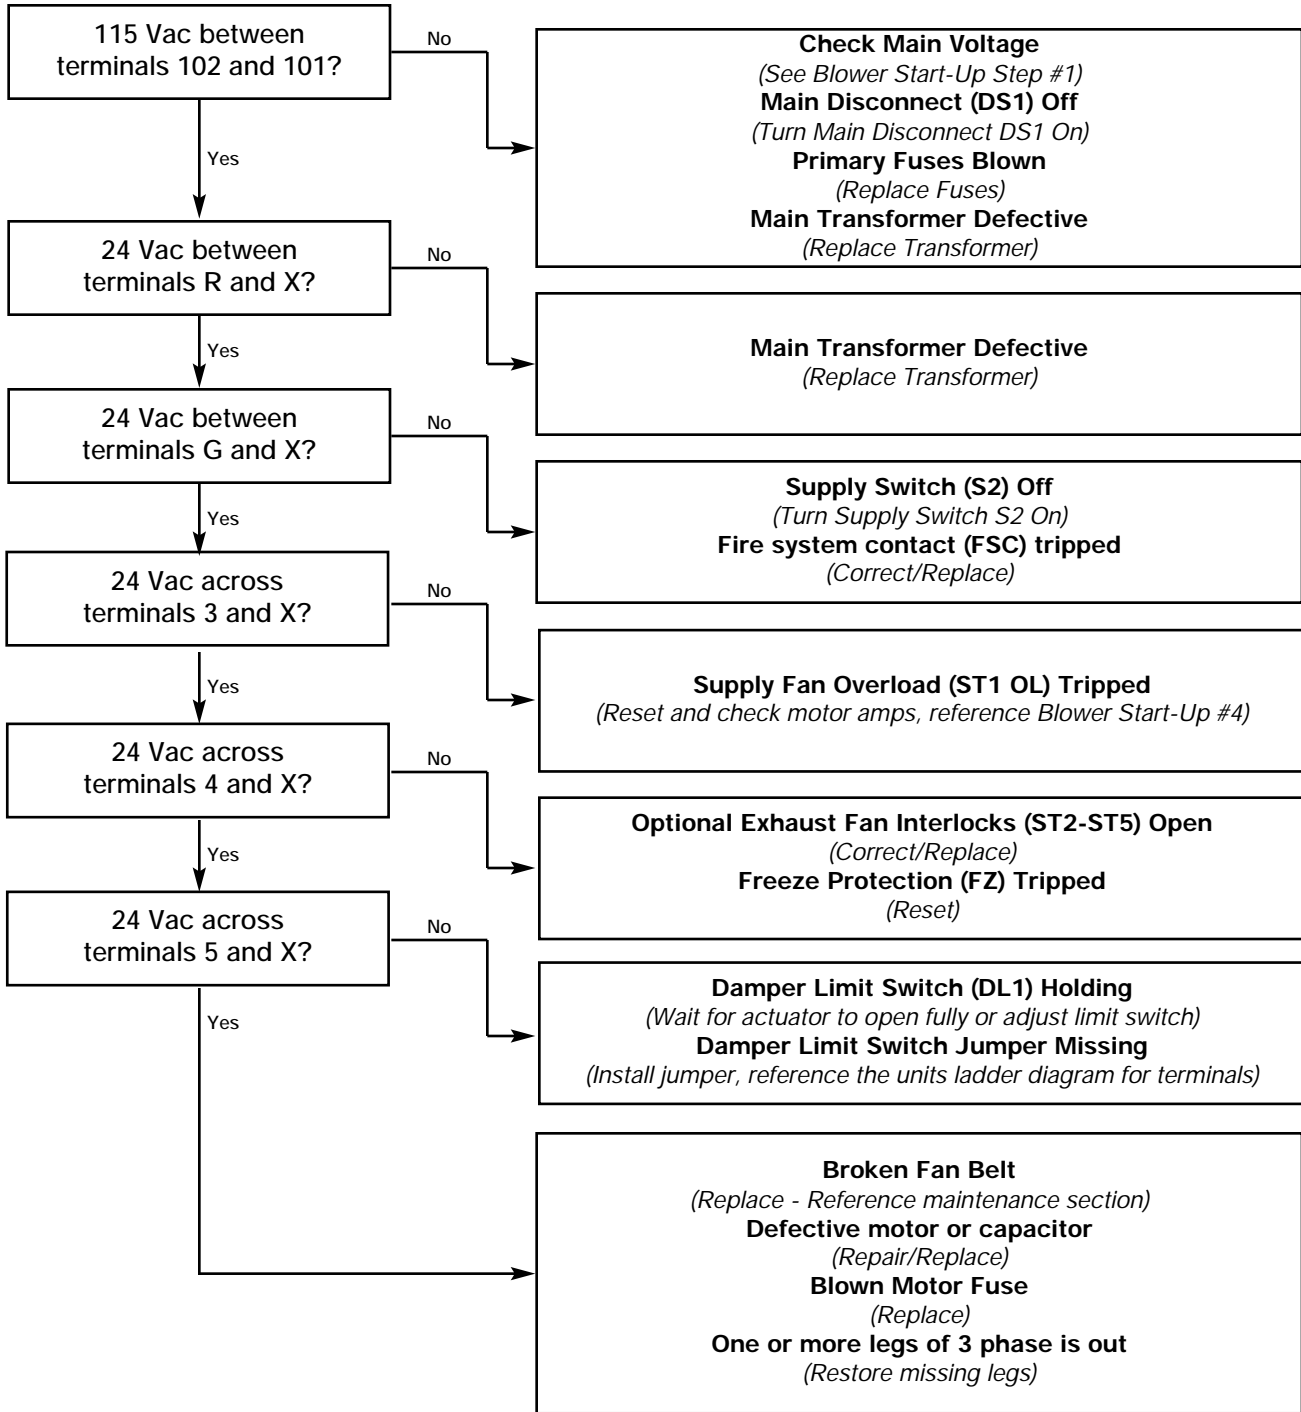 115 Vac between
terminals 102 and 101?
No
Yes
Check Main Voltage
(See Blower Start-Up Step #1)
Main Disconnect (DS1) Off
(Turn Main Disconnect DS1 On)
Primary Fuses Blown
(Replace Fuses)
Main Transformer Defective
(Replace Transformer)
24 Vac between
terminals R and X?
No
Yes
Main Transformer Defective
(Replace Transformer)
24 Vac between
terminals G and X?
No
Yes
Supply Switch (S2) Off
(Turn Supply Switch S2 On)
Fire system contact (FSC) tripped
(Correct/Replace)
24 Vac across
terminals 3 and X?
No
Yes
Supply Fan Overload (ST1 OL) Tripped
(Reset and check motor amps, reference Blower Start-Up #4)
24 Vac across
terminals 4 and X?
No
Yes
Optional Exhaust Fan Interlocks (ST2-ST5) Open
(Correct/Replace)
Freeze Protection (FZ) Tripped
(Reset)
24 Vac across
terminals 5 and X?
No
Yes
Damper Limit Switch (DL1) Holding
(Wait for actuator to open fully or adjust limit switch)
Damper Limit Switch Jumper Missing
(Install jumper, reference the units ladder diagram for terminals)
Broken Fan Belt
(Replace - Reference maintenance section)
Defective motor or capacitor
(Repair/Replace)
Blown Motor Fuse
(Replace)
One or more legs of 3 phase is out
(Restore missing legs)